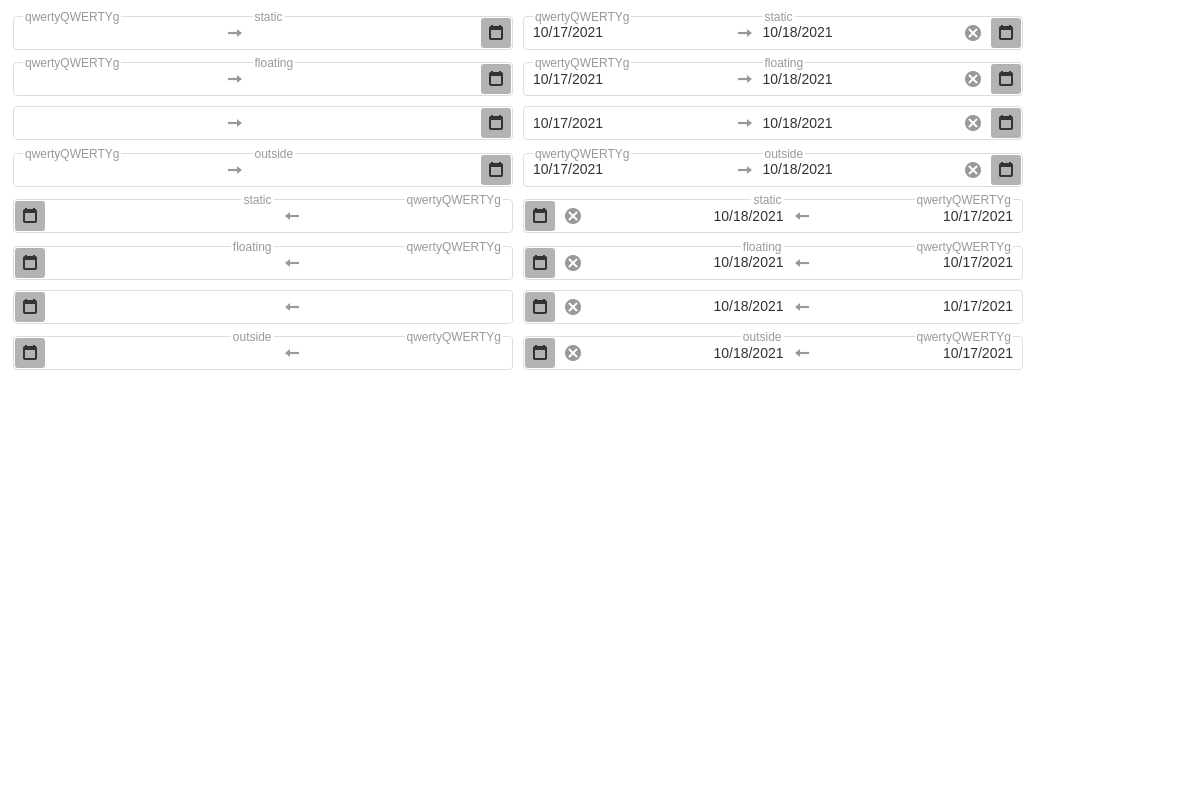 qwertyQWERTYg static qwertyQWERTYg static
10/17/2021 10/18/2021
qwertyQWERTYg floating qwertyQWERTYg floating
10/17/2021 10/18/2021
10/17/2021 10/18/2021
qwertyQWERTYg outside qwertyQWERTYg outside
10/17/2021 10/18/2021
static qwertyQWERTYg static qwertyQWERTYg
10/18/2021 10/17/2021
floating qwertyQWERTYg floating qwertyQWERTYg
10/18/2021 10/17/2021
10/18/2021 10/17/2021
outside qwertyQWERTYg outside qwertyQWERTYg
10/18/2021 10/17/2021